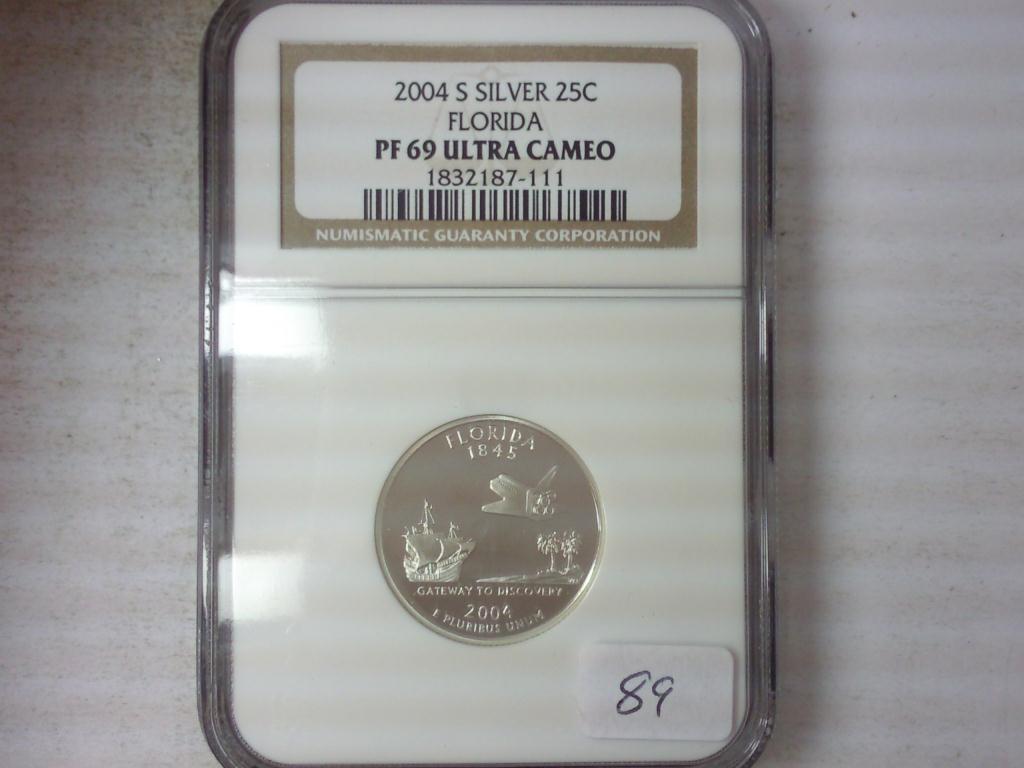 2004 S SILVER 25C
FLORIDA
PF 69 ULTRA CAMEO
1832187-111
NUMISMATIC GUARANTY CORPORATION
FLORIDA
1845
GATEWAY TO DISCOVERY
2004
E PLURIBUS UNUM
89